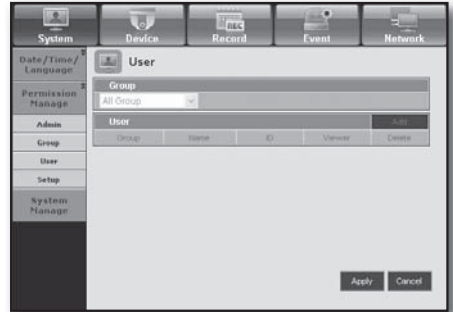 REC
System Device Record Event Network
Date/Time/
Language
User
Group
Permission
Manage
All Group
User Add
Admin
Group Name ID Viewer Delete
Group
User
Setup
System
Manage
Apply Cancel